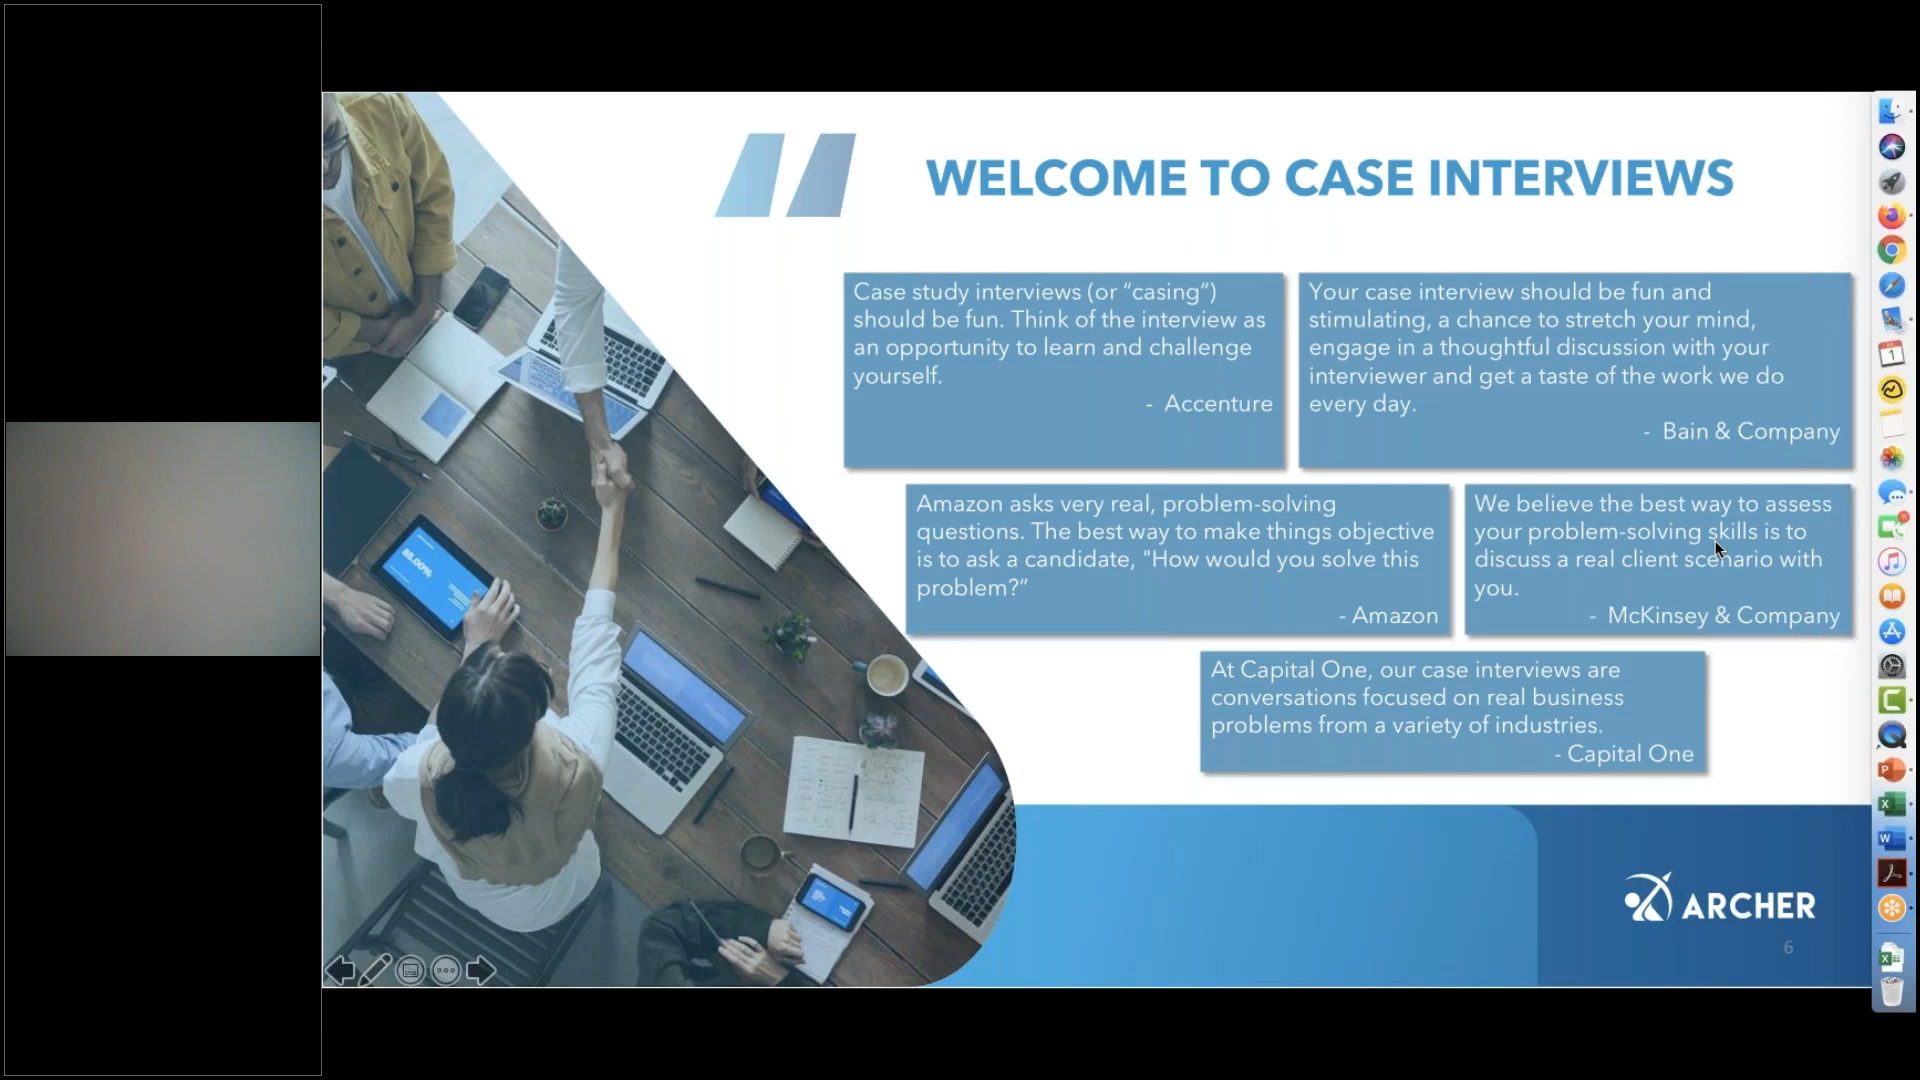 WELCOME TO CASE INTERVIEWS
Case study interviews (or “casing”)
should be fun. Think of the interview as
an opportunity to learn and challenge
yourself.
- Accenture
Your case interview should be fun and
stimulating, a chance to stretch your mind,
engage in a thoughtful discussion with your
interviewer and get a taste of the work we do
every day.
- Bain & Company
Amazon asks very real, problem-solving
questions. The best way to make things objective
is to ask a candidate, "How would you solve this
problem?”
- Amazon
We believe the best way to assess
your problem-solving skills is to
discuss a real client scenario with
you.
- McKinsey & Company
At Capital One, our case interviews are
conversations focused on real business
problems from a variety of industries.
- Capital One
85.00%
ARCHER
6
1
P
X
W
X